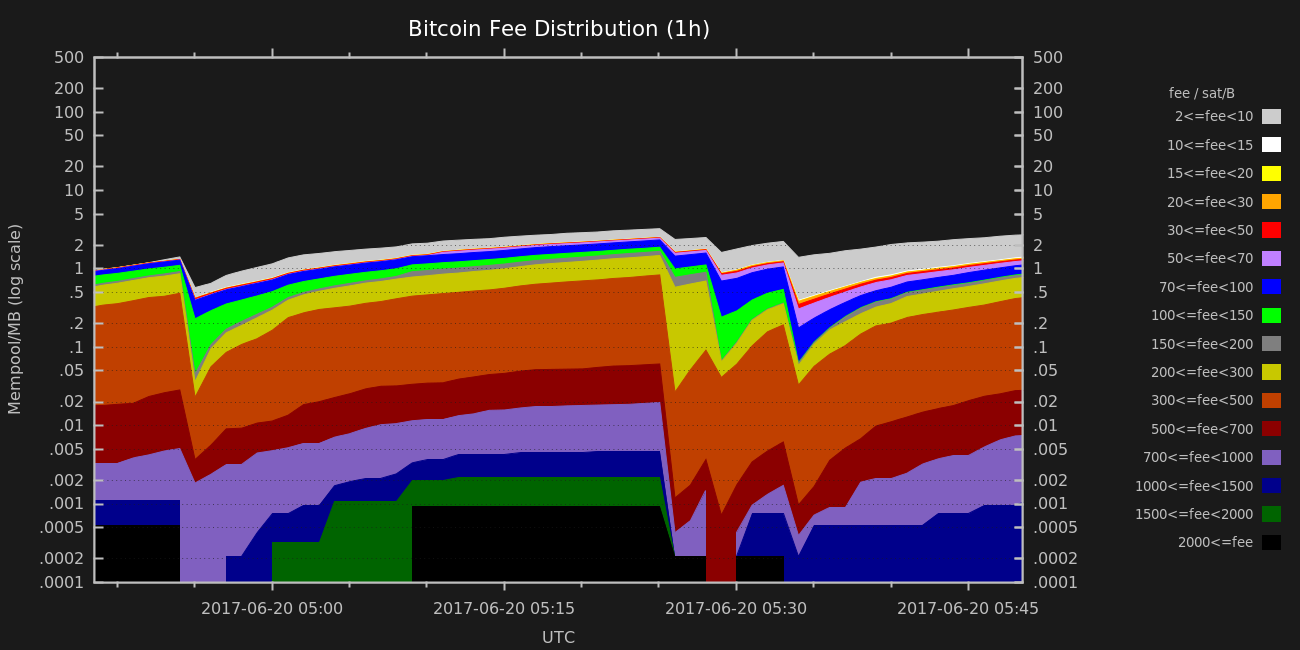 Bitcoin Fee Distribution (1h)
Mempool/MB (log scale)
500
200
100
50
20
10
5
2
1
.5
.2
.1
.05
.02
.01
.005
.002
.001
.0005
.0002
.0001
500
200
100
50
20
10
5
2
1
.5
.2
.1
.05
.02
.01
.005
.002
.001
.0005
.0002
.0001
2017-06-20 05:00
2017-06-20 05:15
2017-06-20 05:30
2017-06-20 05:45
UTC
fee / sat/B
2<=fee<10
10<=fee<15
15<=fee<20
20<=fee<30
30<=fee<50
50<=fee<70
70<=fee<100
100<=fee<150
150<=fee<200
200<=fee<300
300<=fee<500
500<=fee<700
700<=fee<1000
1000<=fee<1500
1500<=fee<2000
2000<=fee